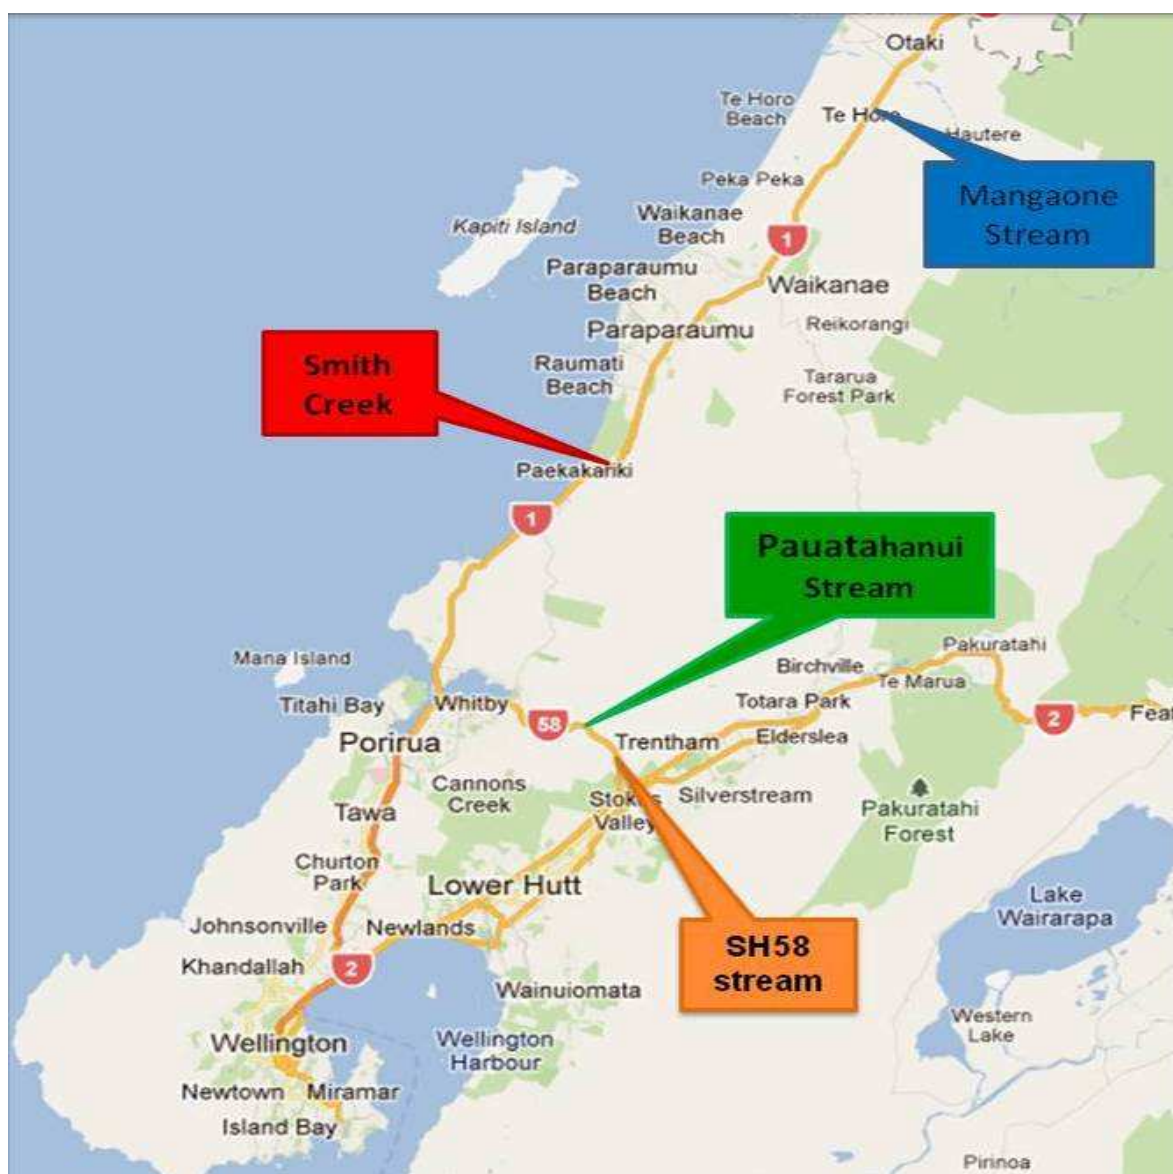 Otaki
Te Horo
Beach
Te Horo
Hautere
Mangaone
Stream
Peka Peka
Waikanae
Beach
Kapiti Island
1
Paraparaumu
Beach
Waikanae
Paraparaumu
Reikorangi
Smith
Creek
Raumati
Beach
Tararua
Forest Park
Paekakariki
1
Pauatahanui
Stream
Mana Island
Pakuratahi
Birchville
Te Marua
Titahi Bay
Whitby
Totara Park
58
2
Fea
Porirua
Trentham
Elderslea
Cannons
Creek
Stokes
Valley
Silverstream
Tawa
Pakuratahi
Forest
Churton
Park
Lower Hutt
Lake
Wairarapa
Johnsonville
Newlands
SH58
stream
Khandallah
2
Wainuiomata
Western
Lake
Wellington
Wellington
Harbour
Newtown
Miramar
Island Bay
Pirinoa